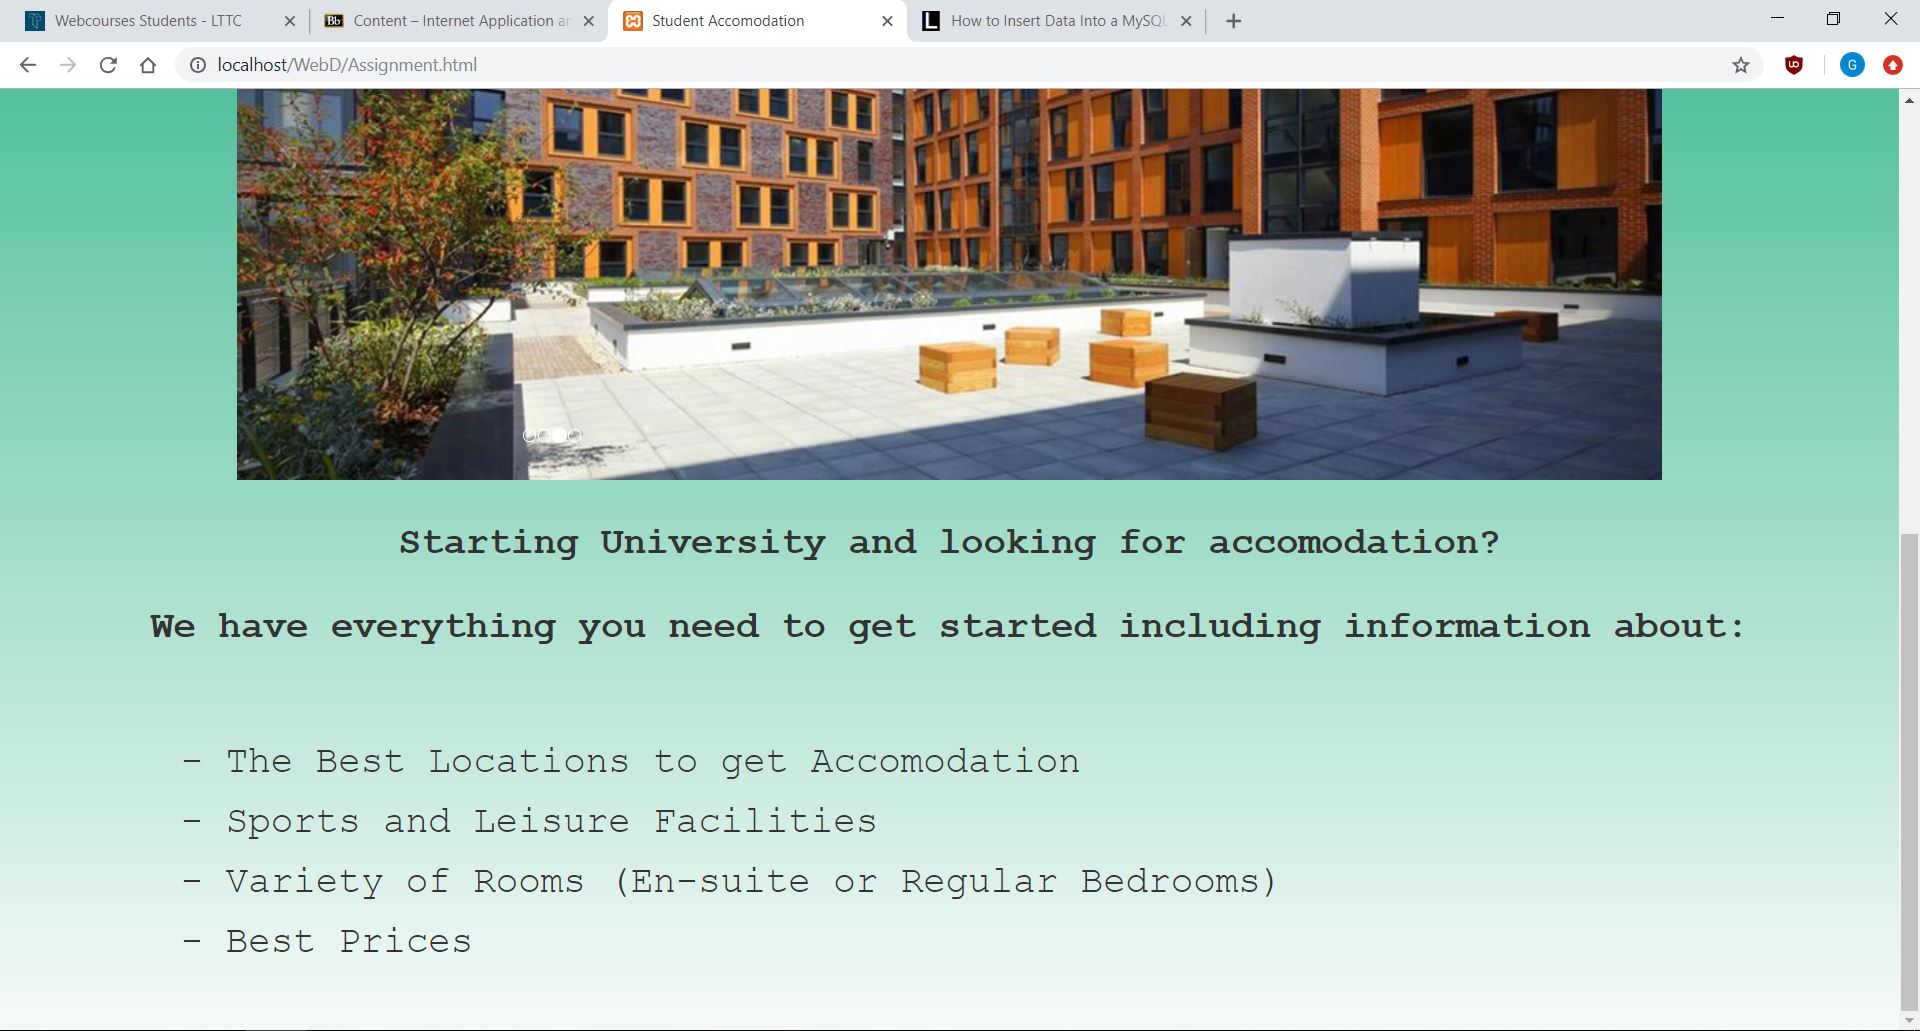 Webcourses Students - LTTC
Content – Internet Application an
Student Accomodation
How to Insert Data Into a MySQL
localhost/WebD/Assignment.html
G
Starting University and looking for accomodation?
We have everything you need to get started including information about:
- The Best Locations to get Accomodation
- Sports and Leisure Facilities
- Variety of Rooms (En-suite or Regular Bedrooms)
- Best Prices